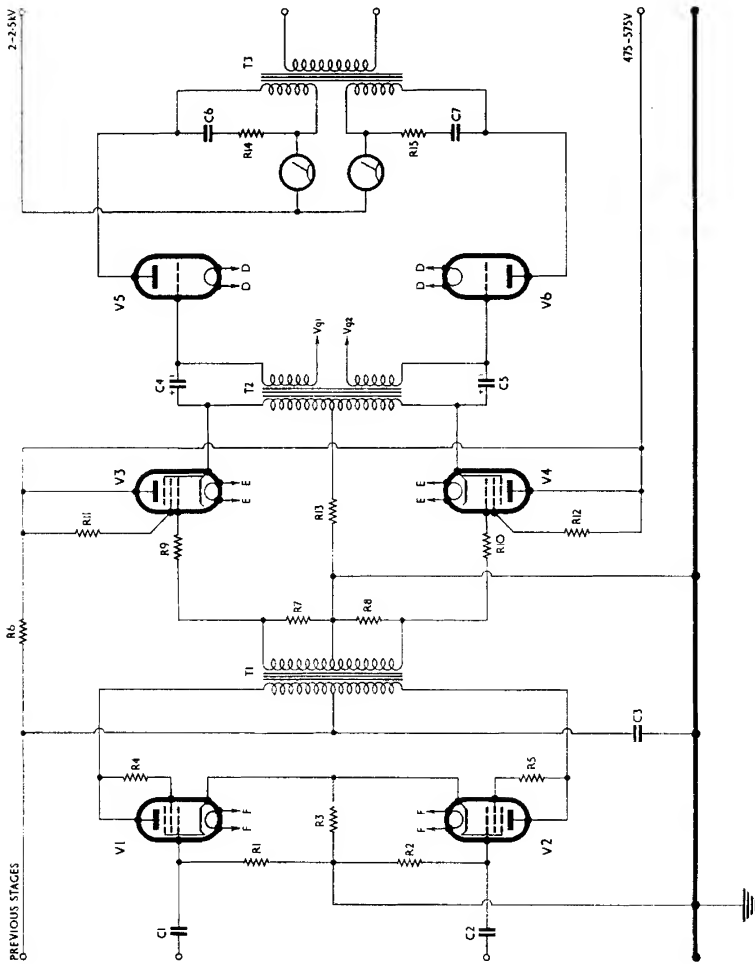 2–2·5kV
475–575V
T3
C6
R14
R15
C7
V5
D
D
D
D
V6
Vg1
Vg2
C4
+
–
T2
C5
+
–
V3
E
E
E
E
V4
R11
R9
R13
R10
R12
R6
R7
R8
T1
C3
R4
R5
V1
F
F
F
F
V2
R3
R1
R2
C1
C2
PREVIOUS STAGES